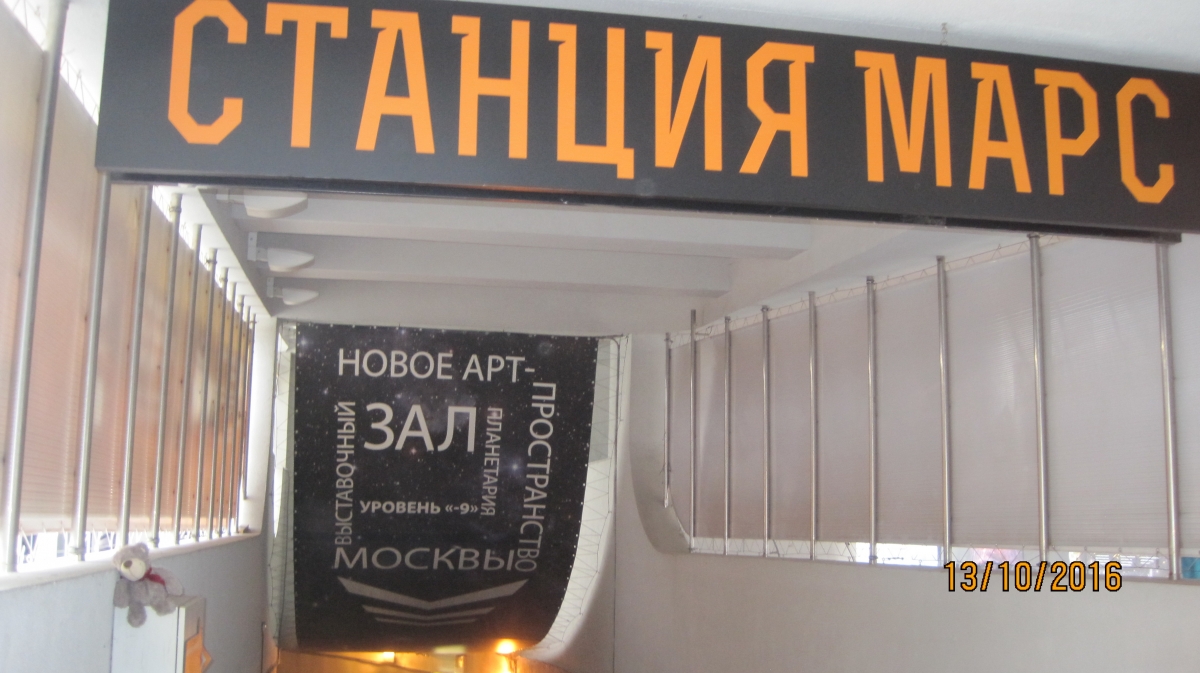 СТАНЦИЯ МАРС
НОВОЕ АРТ-
ПРОСТРАНСТВО
ВЫСТАВОЧНЫЙ
ЗАЛ
ПЛАНЕТАРИЯ
УРОВЕНЬ «-9»
МОСКВЫ
13/10/2016